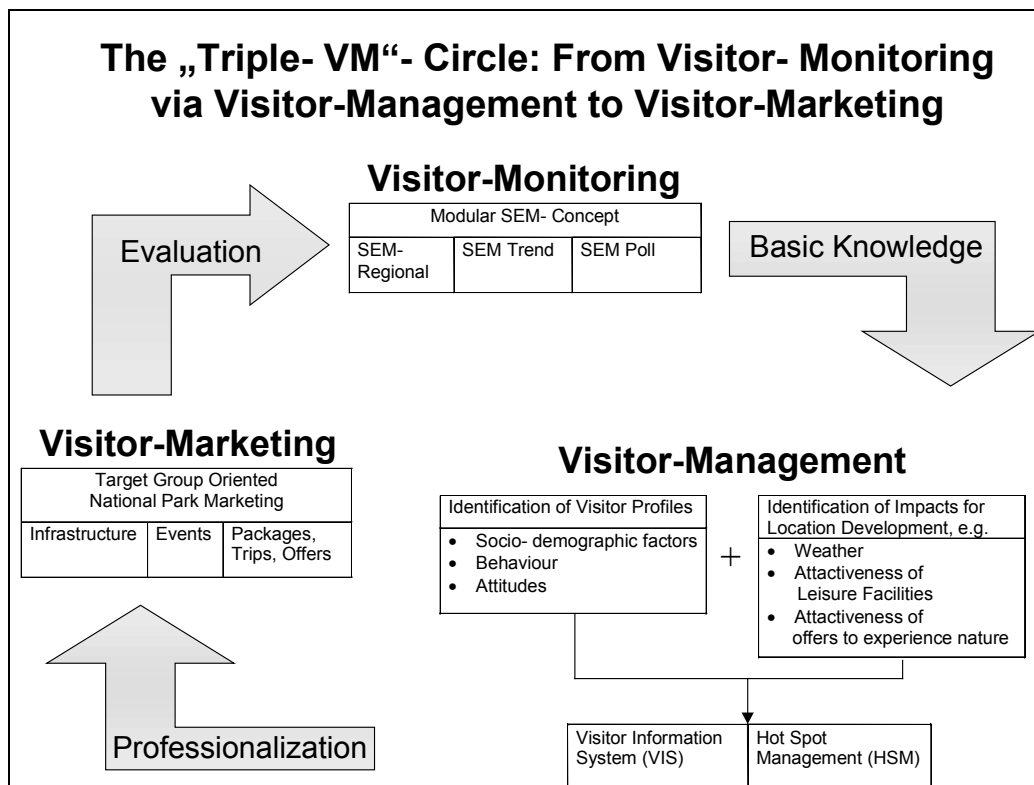 The „Triple- VM“- Circle: From Visitor- Monitoring
via Visitor-Management to Visitor-Marketing
Visitor-Monitoring
Modular SEM- Concept
SEM-
Regional
SEM Trend
SEM Poll
Evaluation
Basic Knowledge
Visitor-Marketing
Target Group Oriented
National Park Marketing
Infrastructure
Events
Packages,
Trips, Offers
Visitor-Management
Identification of Visitor Profiles
• Socio- demographic factors
• Behaviour
• Attitudes
+
Identification of Impacts for
Location Development, e.g.
• Weather
• Attactiveness of
Leisure Facilities
• Attactiveness of
offers to experience nature
Professionalization
Visitor Information
System (VIS)
Hot Spot
Management (HSM)